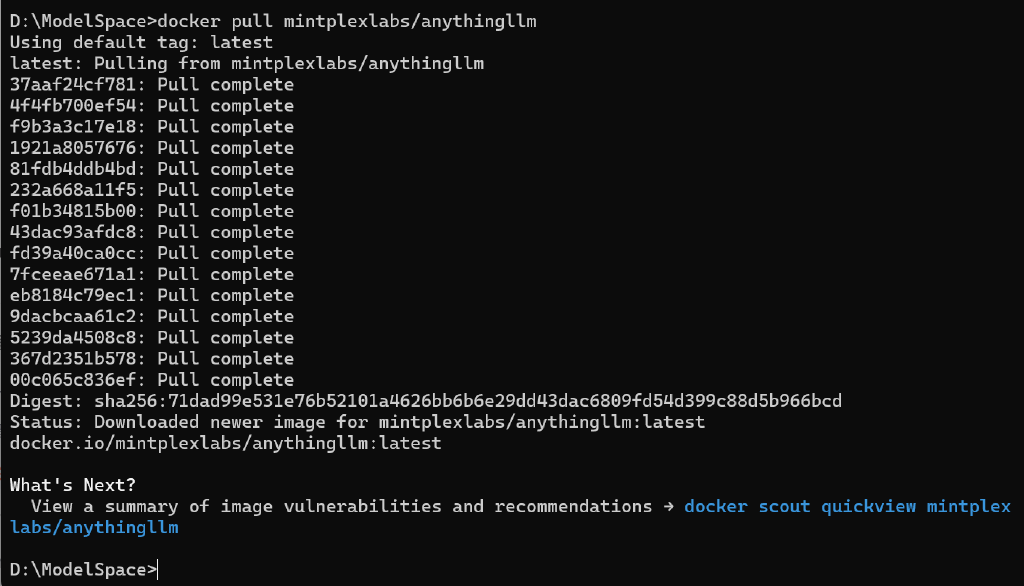 D:\ModelSpace>docker pull mintplexlabs/anythingllm
Using default tag: latest
latest: Pulling from mintplexlabs/anythingllm
37aaf24cf781: Pull complete
4f4fb700ef54: Pull complete
f9b3a3c17e18: Pull complete
1921a8057676: Pull complete
81fdb4ddb4bd: Pull complete
232a668a11f5: Pull complete
f01b34815b00: Pull complete
43dac93afdc8: Pull complete
fd39a40ca0cc: Pull complete
7fceeae671a1: Pull complete
eb8184c79ec1: Pull complete
9dacbcaa61c2: Pull complete
5239da4508c8: Pull complete
367d2351b578: Pull complete
00c065c836ef: Pull complete
Digest: sha256:71dad99e531e76b52101a4626bb6b6e29dd43dac6809fd54d399c88d5b966bcd
Status: Downloaded newer image for mintplexlabs/anythingllm:latest
docker.io/mintplexlabs/anythingllm:latest
What's Next?
View a summary of image vulnerabilities and recommendations → docker scout quickview mintplex
labs/anythingllm
D:\ModelSpace>